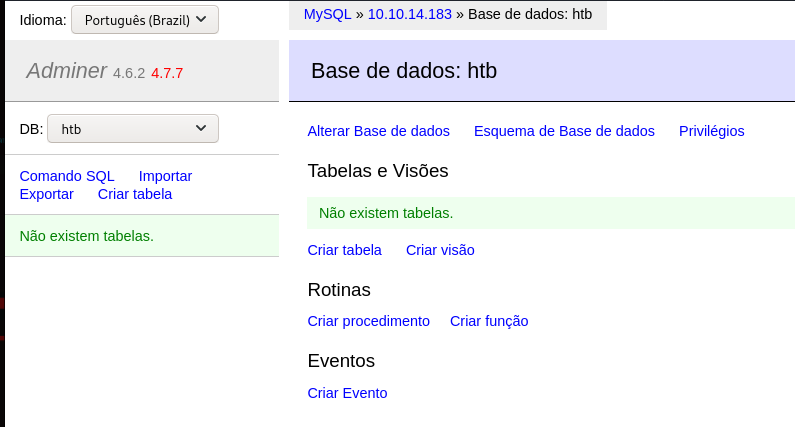 Idioma: Português (Brazil)
Adminer 4.6.2 4.7.7
DB: htb
Comando SQL Importar
Exportar Criar tabela
Não existem tabelas.
MySQL » 10.10.14.183 » Base de dados: htb
Base de dados: htb
Alterar Base de dados Esquema de Base de dados Privilégios
Tabelas e Visões
Não existem tabelas.
Criar tabela Criar visão
Rotinas
Criar procedimento Criar função
Eventos
Criar Evento